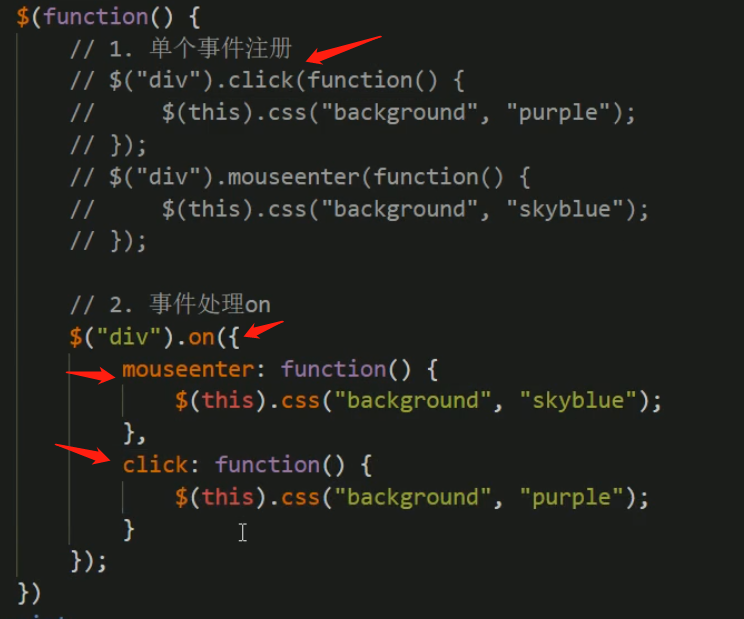 $(function() {
// 1. 单个事件注册
// $("div").click(function() {
//     $(this).css("background", "purple");
// });
// $("div").mouseenter(function() {
//     $(this).css("background", "skyblue");
// });
// 2. 事件处理on
$("div").on({
mouseenter: function() {
$(this).css("background", "skyblue");
},
click: function() {
$(this).css("background", "purple");
}
});
})